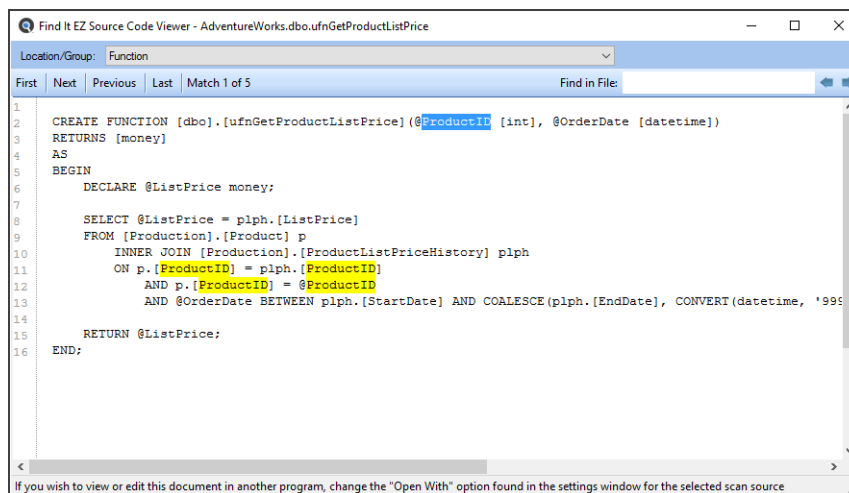 Find It EZ Source Code Viewer - AdventureWorks.dbo.ufnGetProductListPrice
Location/Group: Function
First Next Previous Last Match 1 of 5 Find in File:
1
2 CREATE FUNCTION [dbo].[ufnGetProductListPrice](@ProductID [int], @OrderDate [datetime])
3 RETURNS [money]
4 AS
5 BEGIN
6 DECLARE @ListPrice money;
7
8 SELECT @ListPrice = plph.[ListPrice]
9 FROM [Production].[Product] p
10 INNER JOIN [Production].[ProductListPriceHistory] plph
11 ON p.[ProductID] = plph.[ProductID]
12 AND p.[ProductID] = @ProductID
13 AND @OrderDate BETWEEN plph.[StartDate] AND COALESCE(plph.[EndDate], CONVERT(datetime, '999
14
15 RETURN @ListPrice;
16 END;
If you wish to view or edit this document in another program, change the "Open With" option found in the settings window for the selected scan source